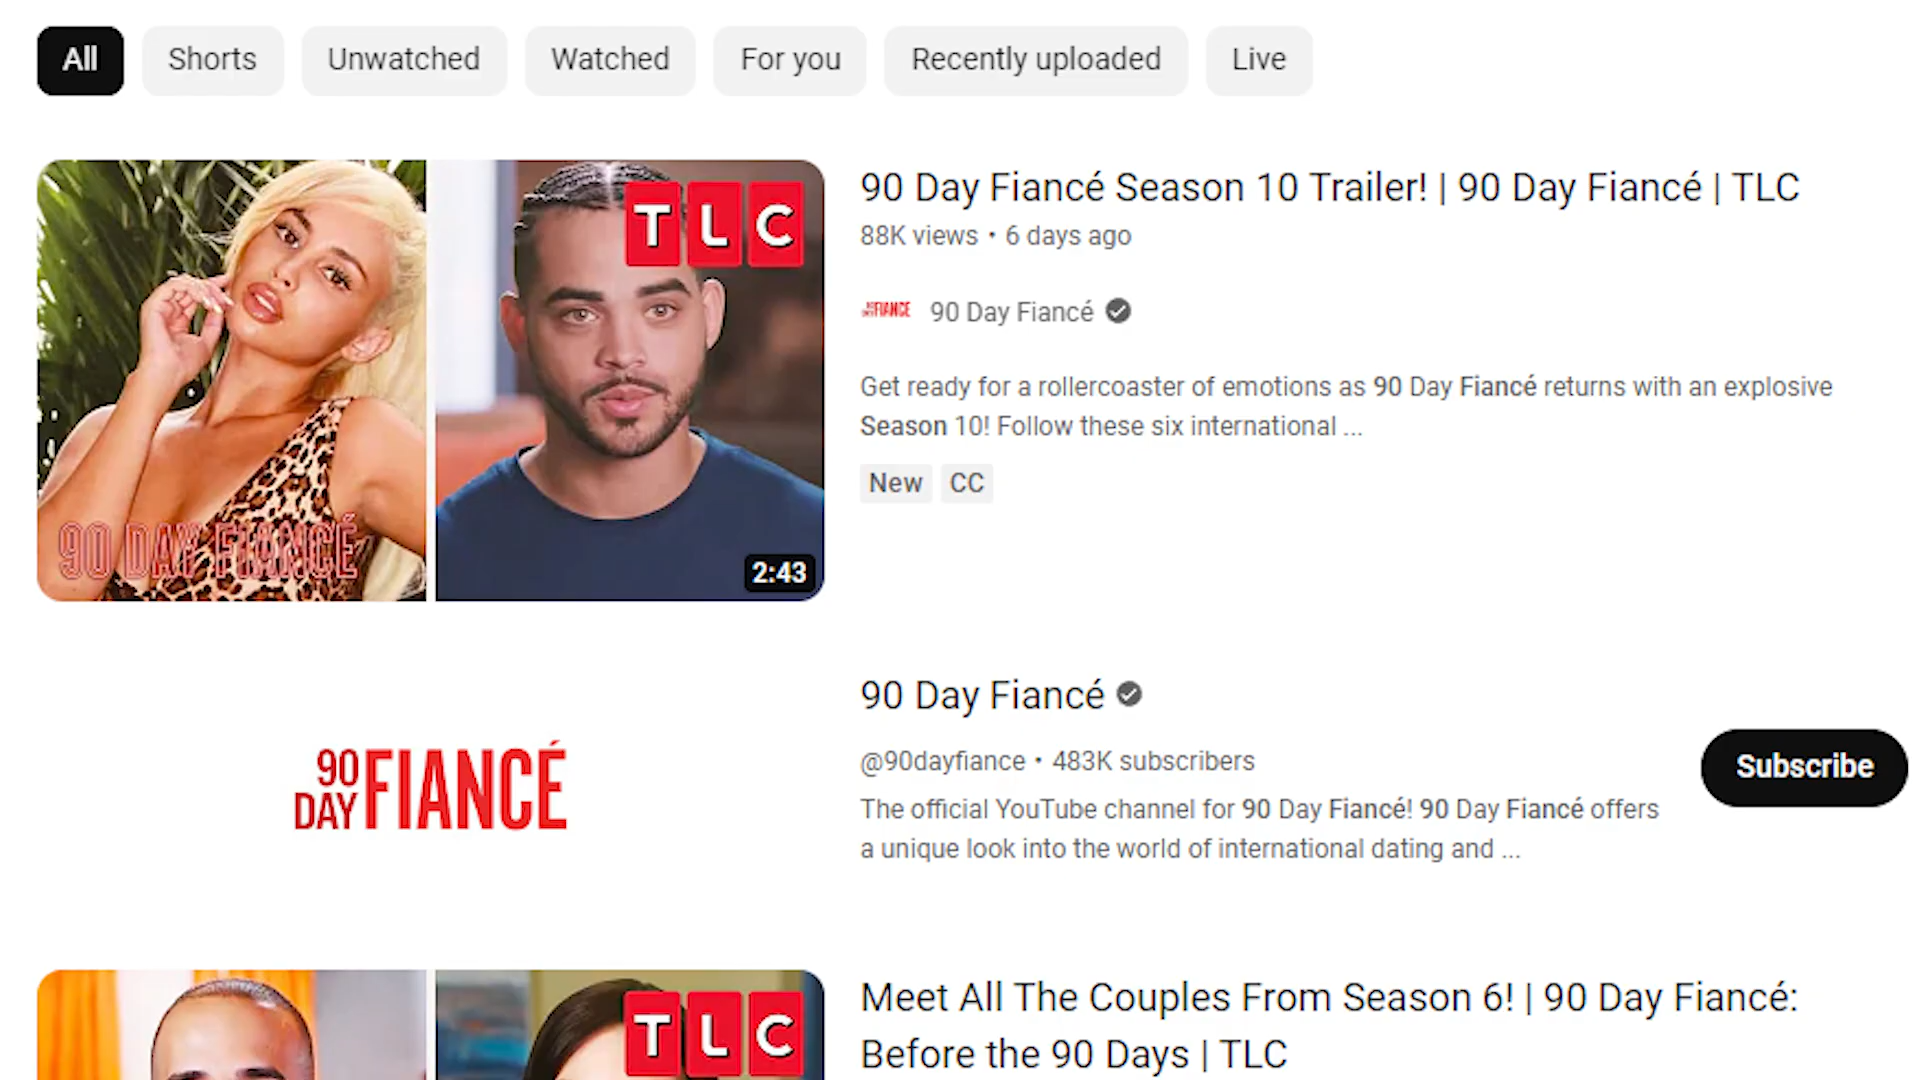 All Shorts Unwatched Watched For you Recently uploaded Live
TLC
90 DAY FIANCÉ
2:43
90 Day Fiancé Season 10 Trailer! | 90 Day Fiancé | TLC
88K views • 6 days ago
90 DAY FIANCÉ 90 Day Fiancé
Get ready for a rollercoaster of emotions as 90 Day Fiancé returns with an explosive
Season 10! Follow these six international ...
New CC
90 DAY FIANCÉ
90 Day Fiancé
@90dayfiance • 483K subscribers
The official YouTube channel for 90 Day Fiancé! 90 Day Fiancé offers
a unique look into the world of international dating and ...
Subscribe
TLC
Meet All The Couples From Season 6! | 90 Day Fiancé:
Before the 90 Days | TLC